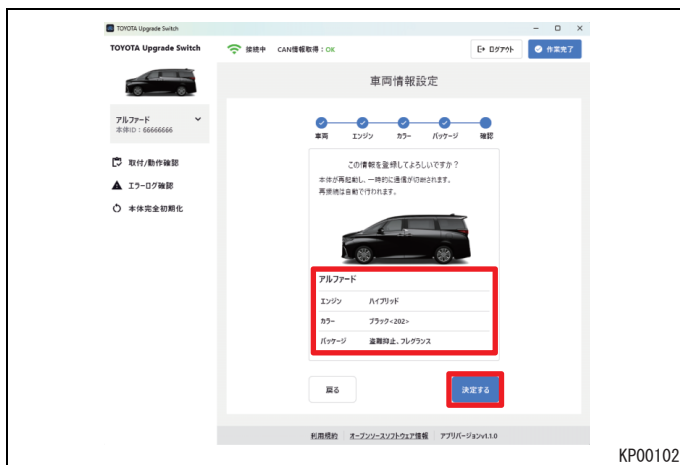 TOYOTA Upgrade Switch
TOYOTA Upgrade Switch
接続中 CAN情報取得:OK
ログアウト
作業完了
アルファード
本体ID:66666666
取付/動作確認
エラーログ確認
本体完全初期化
車両情報設定
車両 エンジン カラー パッケージ 確認
この情報を登録してよろしいですか?
本体が再起動し、一時的に通信が切断されます。
再接続は自動で行われます。
アルファード
エンジン ハイブリッド
カラー ブラック<202>
パッケージ 盗難抑止、フレグランス
戻る
決定する
利用規約 オープンソースソフトウェア情報 アプリバージョンv1.1.0
KP00102